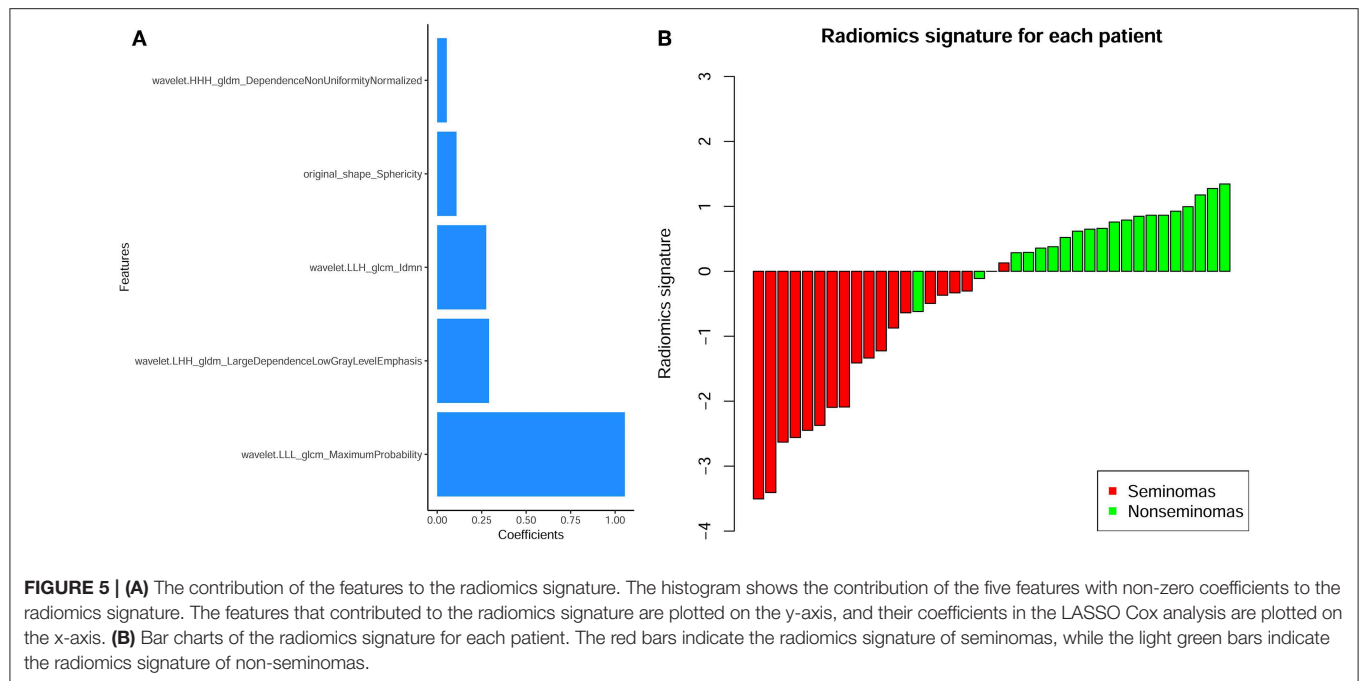 A
wavelet.HHH_gldm_DependenceNonUniformityNormalized
original_shape_Sphericity
wavelet.LLH_glcm_Idmn
wavelet.LHH_gldm_LargeDependenceLowGrayLevelEmphasis
wavelet.LLL_glcm_MaximumProbability
Features
0.00 0.25 0.50 0.75 1.00
Coefficients
B
Radiomics signature for each patient
3
2
1
0
−1
−2
−3
−4
Radiomics signature
Seminomas
Nonseminomas
FIGURE 5 | (A) The contribution of the features to the radiomics signature. The histogram shows the contribution of the five features with non-zero coefficients to the
radiomics signature. The features that contributed to the radiomics signature are plotted on the y-axis, and their coefficients in the LASSO Cox analysis are plotted on
the x-axis. (B) Bar charts of the radiomics signature for each patient. The red bars indicate the radiomics signature of seminomas, while the light green bars indicate
the radiomics signature of non-seminomas.